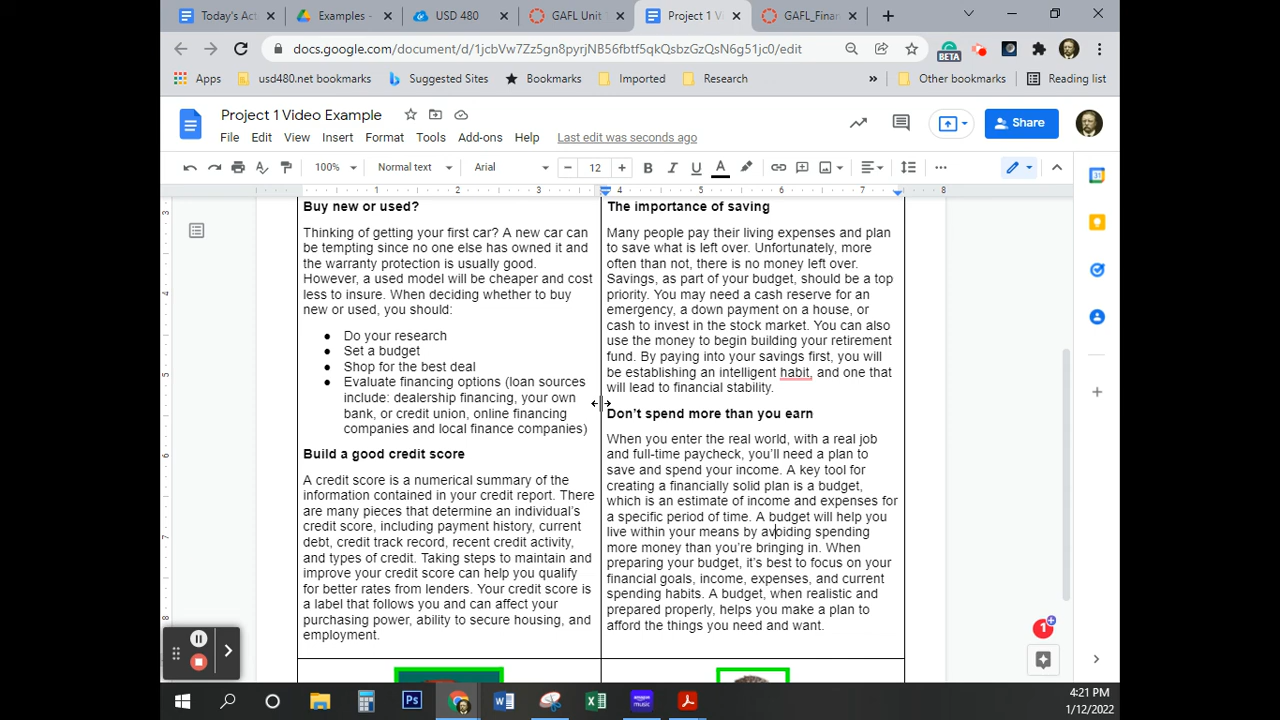 Today's Act
Examples -
USD 480
GAFL Unit
Project 1 V
GAFL_Finar
docs.google.com/document/d/1jcbVw7Zz5gn8pyrjNB56fbtf5qkQsbzGzQsN6g51jc0/edit
BETA
Apps
usd480.net bookmarks
Suggested Sites
Bookmarks
Imported
Research
»
Other bookmarks
Reading list
Project 1 Video Example
File Edit View Insert Format Tools Add-ons Help Last edit was seconds ago
Share
100% Normal text Arial 12
1 2 3 4 5 6 7 8
Buy new or used?
Thinking of getting your first car? A new car can
be tempting since no one else has owned it and
the warranty protection is usually good.
However, a used model will be cheaper and cost
less to insure. When deciding whether to buy
new or used, you should:
● Do your research
● Set a budget
● Shop for the best deal
● Evaluate financing options (loan sources
include: dealership financing, your own
bank, or credit union, online financing
companies and local finance companies)
Build a good credit score
A credit score is a numerical summary of the
information contained in your credit report. There
are many pieces that determine an individual's
credit score, including payment history, current
debt, credit track record, recent credit activity,
and types of credit. Taking steps to maintain and
improve your credit score can help you qualify
for better rates from lenders. Your credit score is
a label that follows you and can affect your
purchasing power, ability to secure housing, and
employment.
The importance of saving
Many people pay their living expenses and plan
to save what is left over. Unfortunately, more
often than not, there is no money left over.
Savings, as part of your budget, should be a top
priority. You may need a cash reserve for an
emergency, a down payment on a house, or
cash to invest in the stock market. You can also
use the money to begin building your retirement
fund. By paying into your savings first, you will
be establishing an intelligent habit, and one that
will lead to financial stability.
Don't spend more than you earn
When you enter the real world, with a real job
and full-time paycheck, you'll need a plan to
save and spend your income. A key tool for
creating a financially solid plan is a budget,
which is an estimate of income and expenses for
a specific period of time. A budget will help you
live within your means by avoiding spending
more money than you're bringing in. When
preparing your budget, it's best to focus on your
financial goals, income, expenses, and current
spending habits. A budget, when realistic and
prepared properly, helps you make a plan to
afford the things you need and want.
3
4
5
6
7
8
31
1
Ps
W
X
amazon music
4:21 PM
1/12/2022